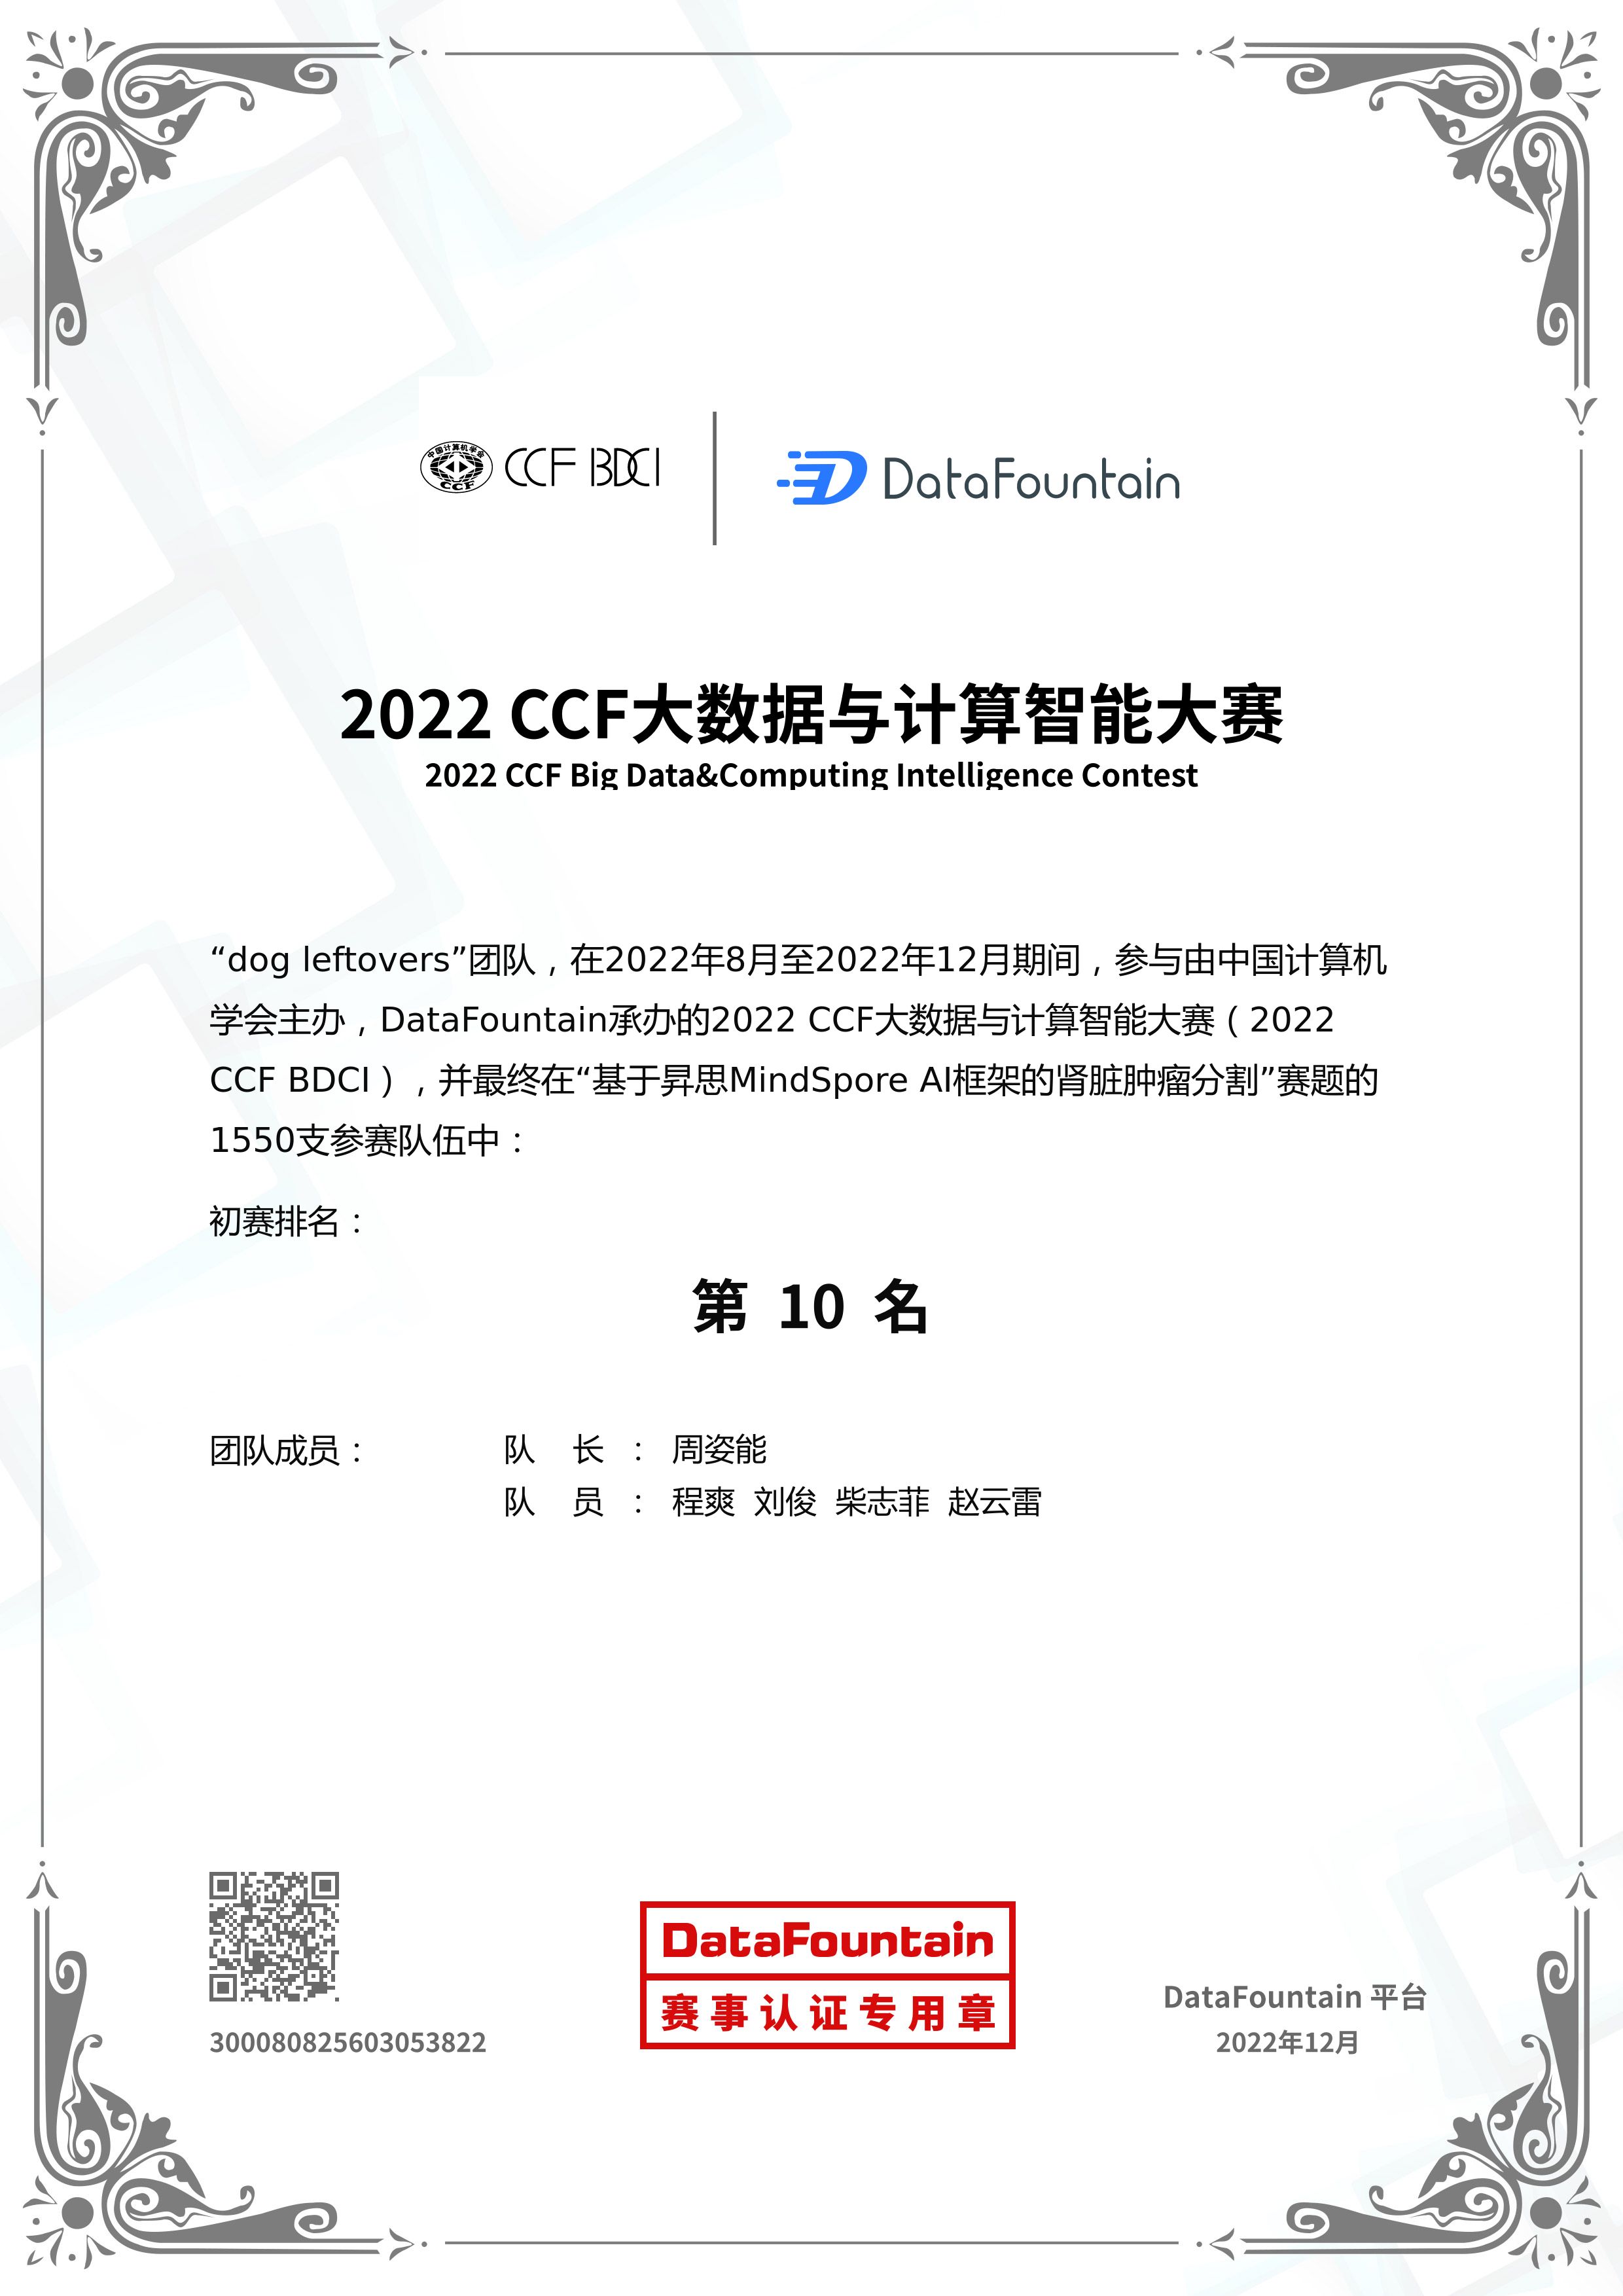 中国计算机学会
CCF
CCF BDCI
DataFountain
2022 CCF大数据与计算智能大赛
2022 CCF Big Data&Computing Intelligence Contest
“dog leftovers”团队，在2022年8月至2022年12月期间，参与由中国计算机
学会主办，DataFountain承办的2022 CCF大数据与计算智能大赛（2022
CCF BDCI），并最终在“基于昇思MindSpore AI框架的肾脏肿瘤分割”赛题的
1550支参赛队伍中：
初赛排名：
第 10 名
团队成员： 队 长 ： 周姿能
队 员 ： 程爽 刘俊 柴志菲 赵云雷
DataFountain
赛事认证专用章
300080825603053822
DataFountain 平台
2022年12月